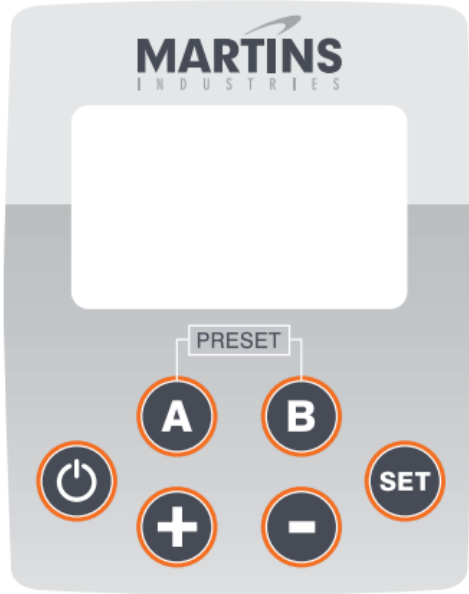 MARTINS
INDUSTRIES
PRESET
A B
SET
+ -